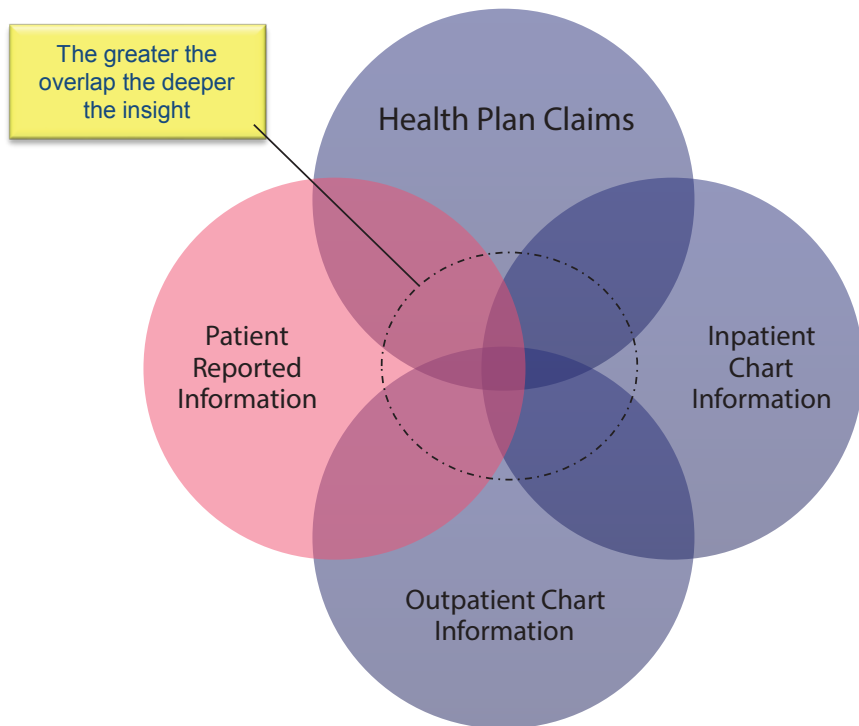 The greater the
overlap the deeper
the insight
Health Plan Claims
Patient
Reported
Information
Inpatient
Chart
Information
Outpatient Chart
Information